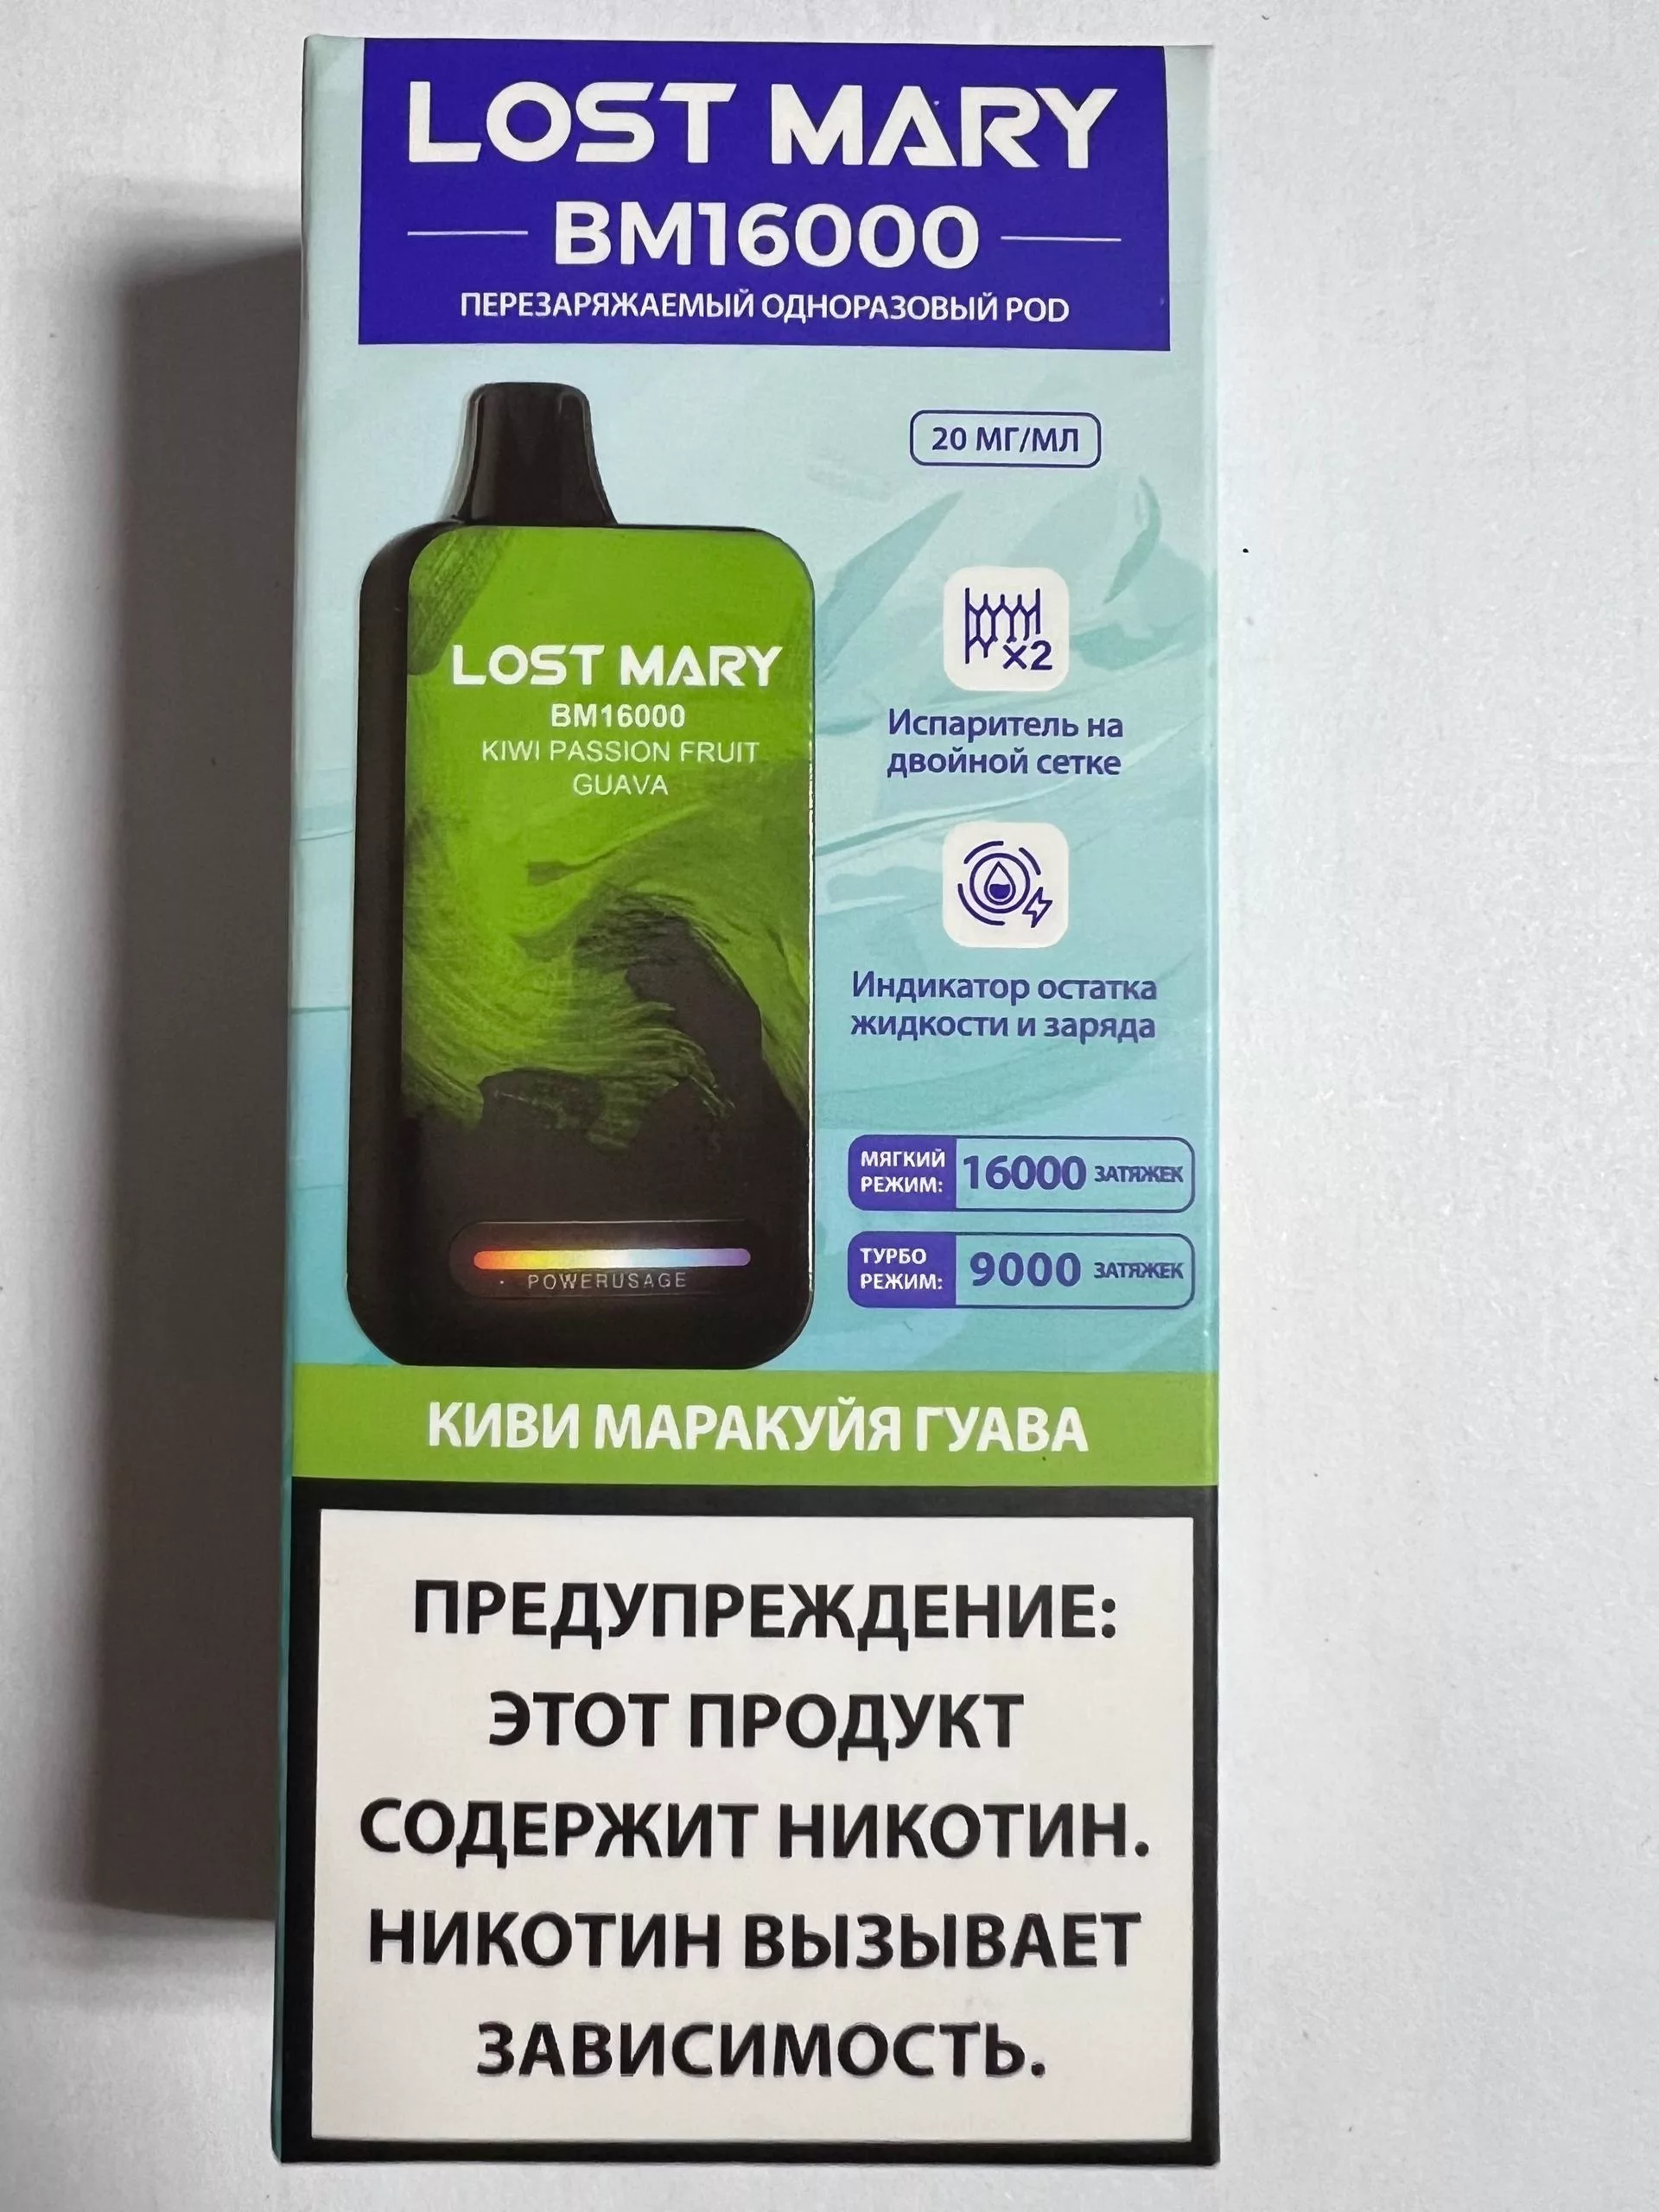 LOST MARY
BM16000
ПЕРЕЗАРЯЖАЕМЫЙ ОДНОРАЗОВЫЙ POD
20 МГ/МЛ
LOST MARY
BM16000
KIWI PASSION FRUIT
GUAVA
POWERUSAGE
x2
Испаритель на
двойной сетке
Индикатор остатка
жидкости и заряда
МЯГКИЙ
РЕЖИМ:
16000 ЗАТЯЖЕК
ТУРБО
РЕЖИМ:
9000 ЗАТЯЖЕК
КИВИ МАРАКУЙЯ ГУАВА
ПРЕДУПРЕЖДЕНИЕ:
ЭТОТ ПРОДУКТ
СОДЕРЖИТ НИКОТИН.
НИКОТИН ВЫЗЫВАЕТ
ЗАВИСИМОСТЬ.